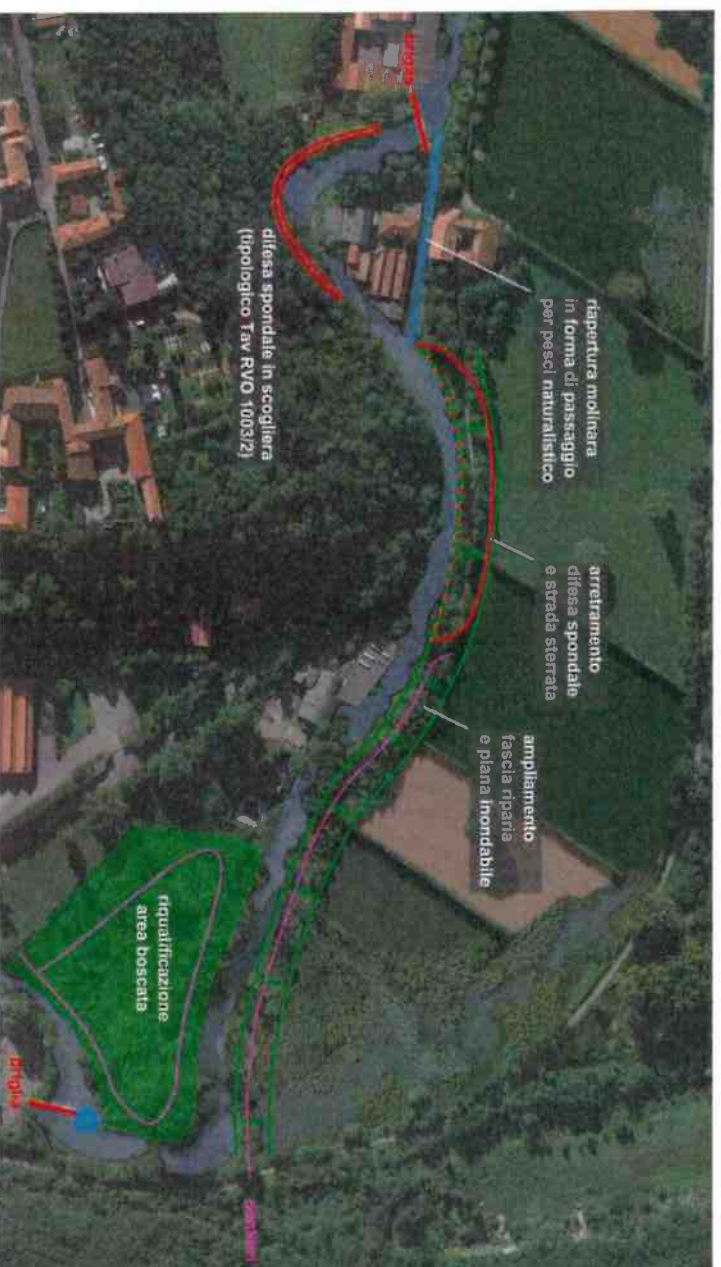 briglia
riapertura molinara
in forma di passaggio
per pesci naturalistico
difesa spondale in scogliera
(tipologico Tav RVO 1003/2)
arretramento
difesa spondale
e strada sterrata
ampliamento
fascia riparia
e piana inondabile
riqualificazione
area boscata
briglia